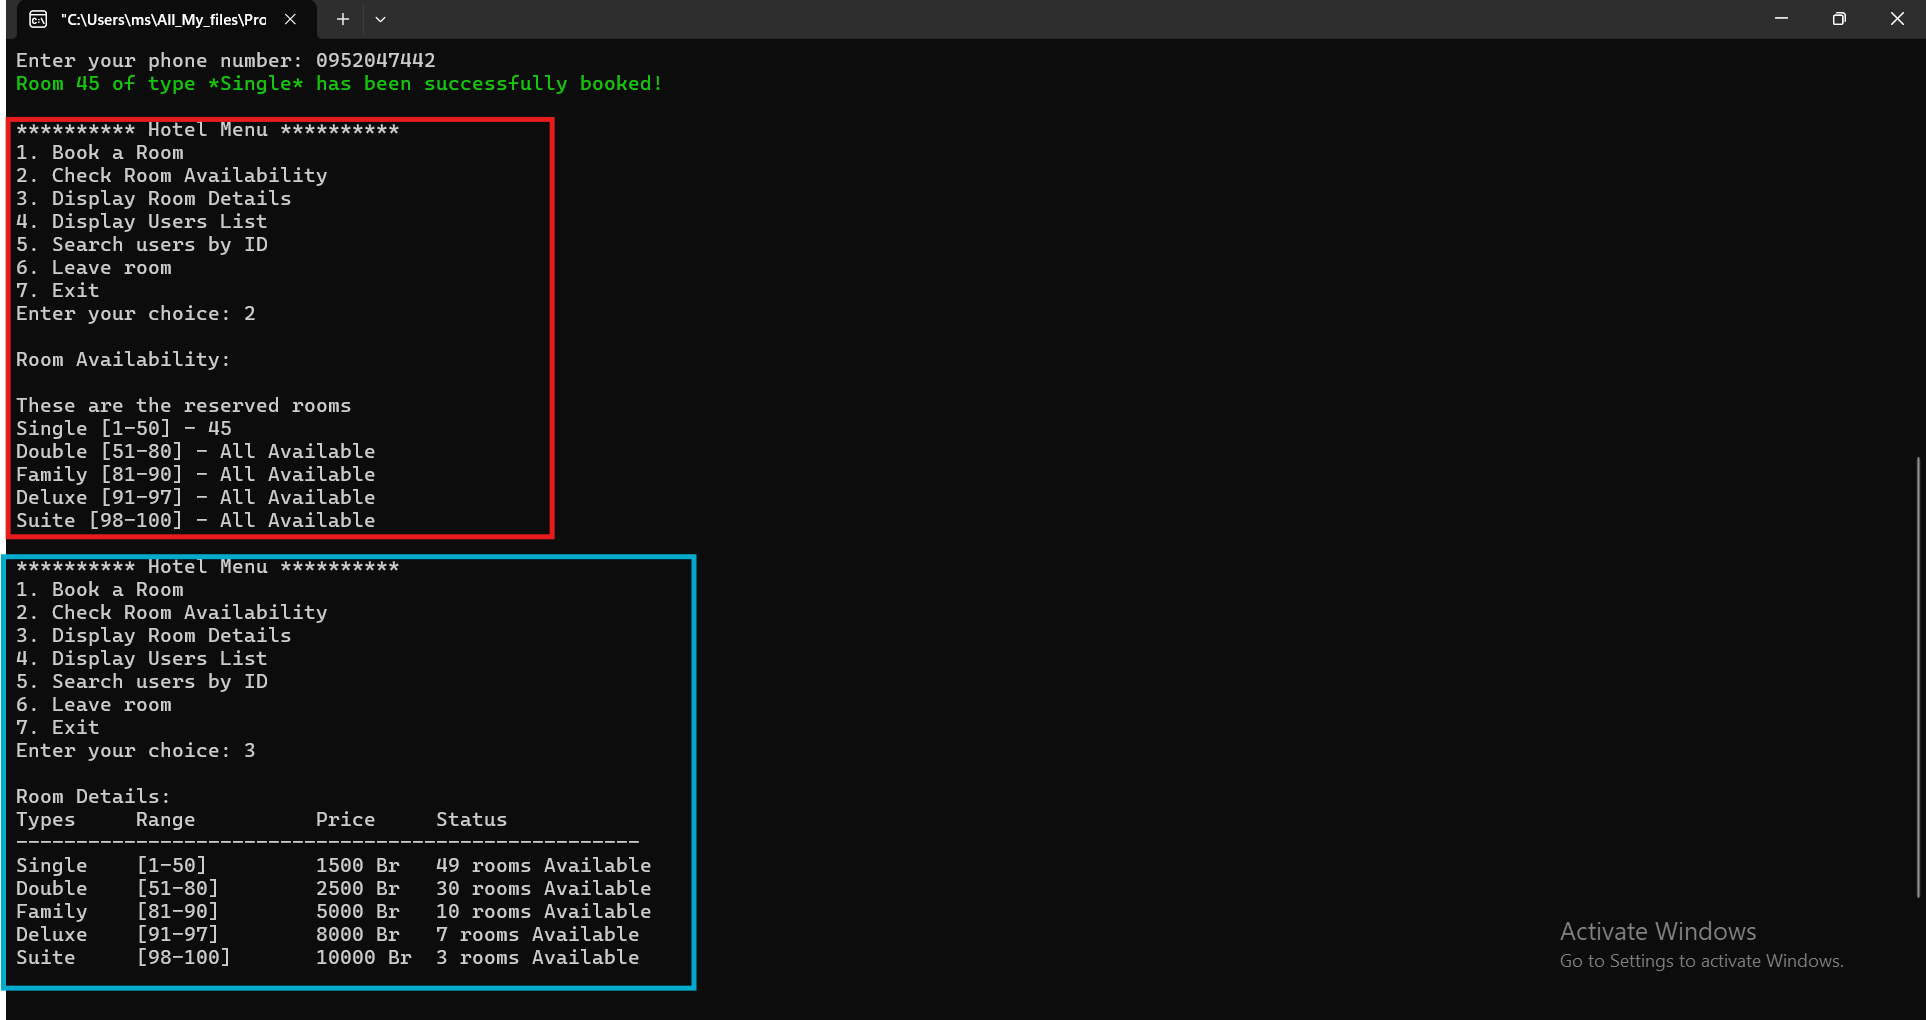 "C:\Users\ms\All_My_files\Pro
Enter your phone number: 0952047442
Room 45 of type *Single* has been successfully booked!
********** Hotel Menu **********
1. Book a Room
2. Check Room Availability
3. Display Room Details
4. Display Users List
5. Search users by ID
6. Leave room
7. Exit
Enter your choice: 2
Room Availability:
These are the reserved rooms
Single [1-50] - 45
Double [51-80] - All Available
Family [81-90] - All Available
Deluxe [91-97] - All Available
Suite [98-100] - All Available
********** Hotel Menu **********
1. Book a Room
2. Check Room Availability
3. Display Room Details
4. Display Users List
5. Search users by ID
6. Leave room
7. Exit
Enter your choice: 3
Room Details:
Types Range Price Status
----------------------------------------------------
Single [1-50] 1500 Br 49 rooms Available
Double [51-80] 2500 Br 30 rooms Available
Family [81-90] 5000 Br 10 rooms Available
Deluxe [91-97] 8000 Br 7 rooms Available
Suite [98-100] 10000 Br 3 rooms Available
Activate Windows
Go to Settings to activate Windows.